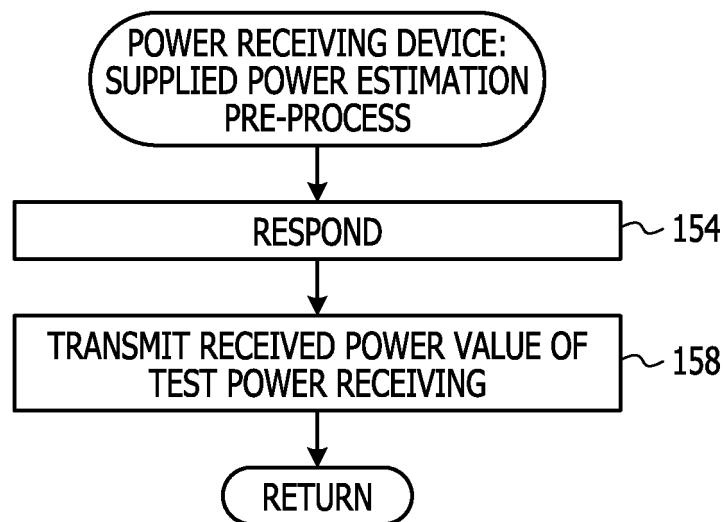 POWER RECEIVING DEVICE:
SUPPLIED POWER ESTIMATION
PRE-PROCESS
RESPOND
154
TRANSMIT RECEIVED POWER VALUE OF
TEST POWER RECEIVING
158
RETURN